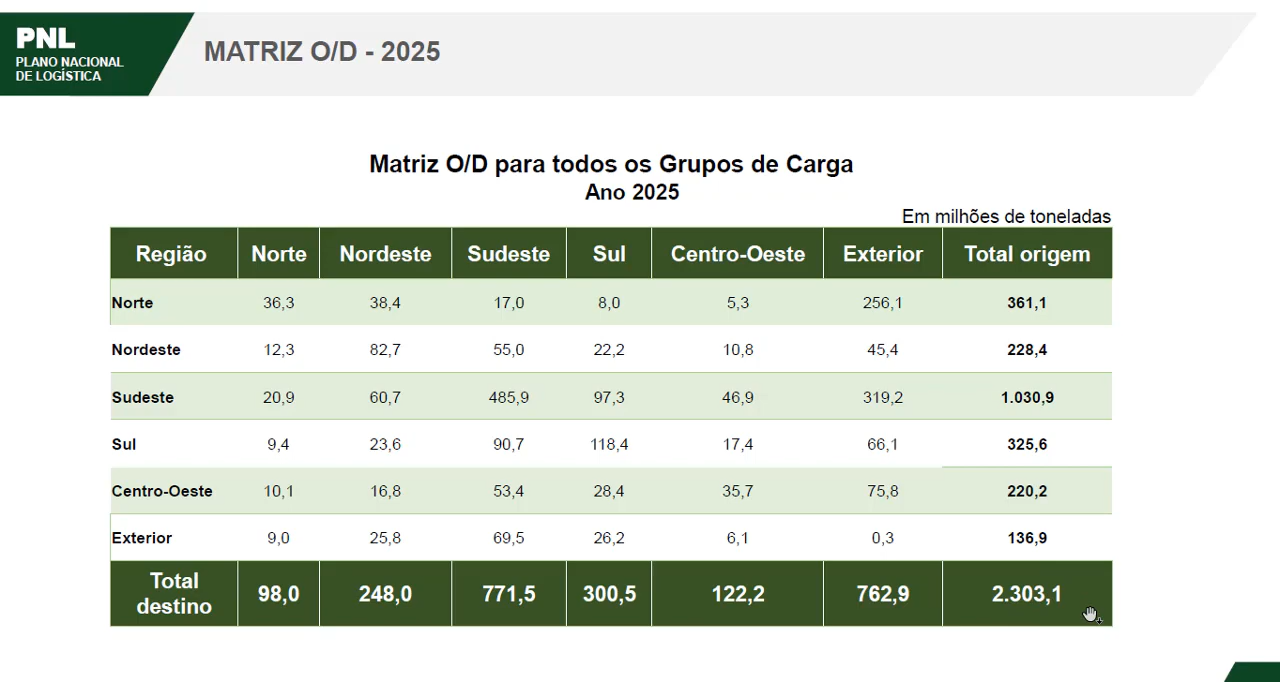 PNL
PLANO NACIONAL
DE LOGÍSTICA
MATRIZ O/D - 2025
Matriz O/D para todos os Grupos de Carga
Ano 2025
Em milhões de toneladas
Região Norte Nordeste Sudeste Sul Centro-Oeste Exterior Total origem
Norte 36,3 38,4 17,0 8,0 5,3 256,1 361,1
Nordeste 12,3 82,7 55,0 22,2 10,8 45,4 228,4
Sudeste 20,9 60,7 485,9 97,3 46,9 319,2 1.030,9
Sul 9,4 23,6 90,7 118,4 17,4 66,1 325,6
Centro-Oeste 10,1 16,8 53,4 28,4 35,7 75,8 220,2
Exterior 9,0 25,8 69,5 26,2 6,1 0,3 136,9
Total destino 98,0 248,0 771,5 300,5 122,2 762,9 2.303,1